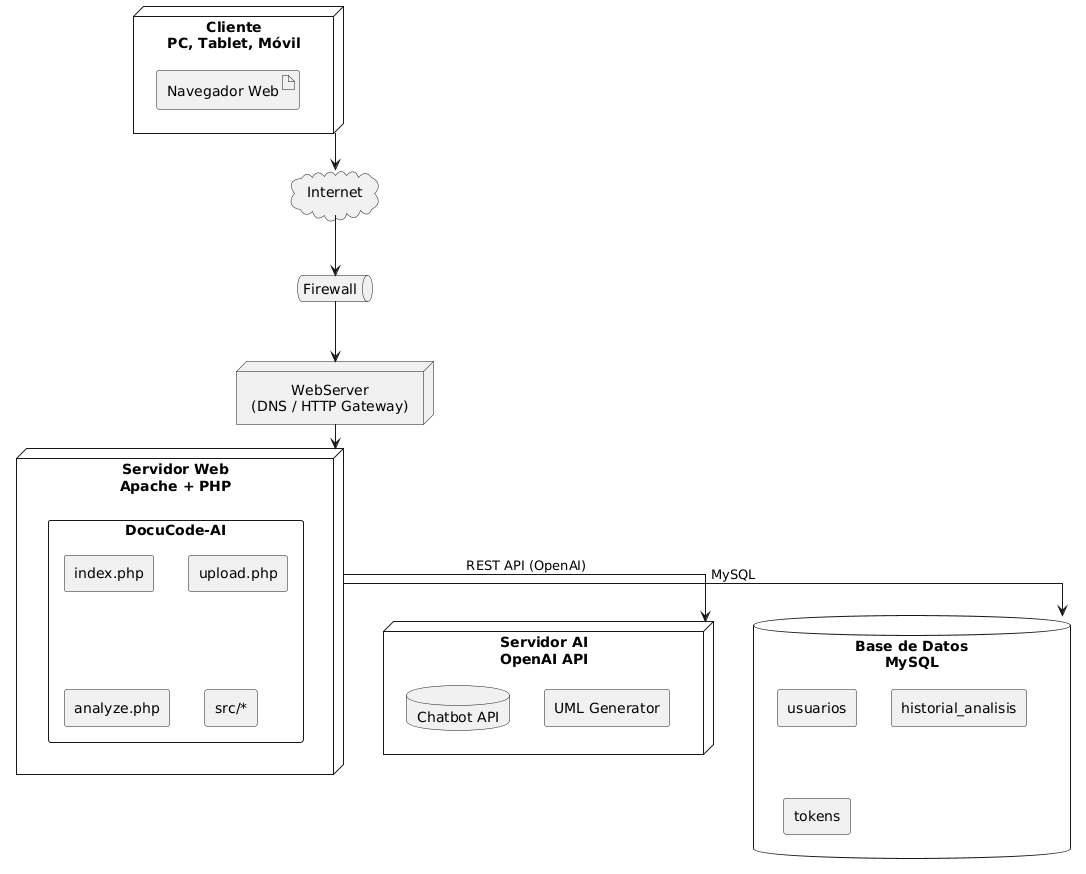 Cliente
PC, Tablet, Móvil
Navegador Web
Internet
Firewall
WebServer
(DNS / HTTP Gateway)
Servidor Web
Apache + PHP
DocuCode-AI
index.php
upload.php
analyze.php
src/*
REST API (OpenAI)
MySQL
Servidor AI
OpenAI API
Chatbot API
UML Generator
Base de Datos
MySQL
usuarios
historial_analisis
tokens